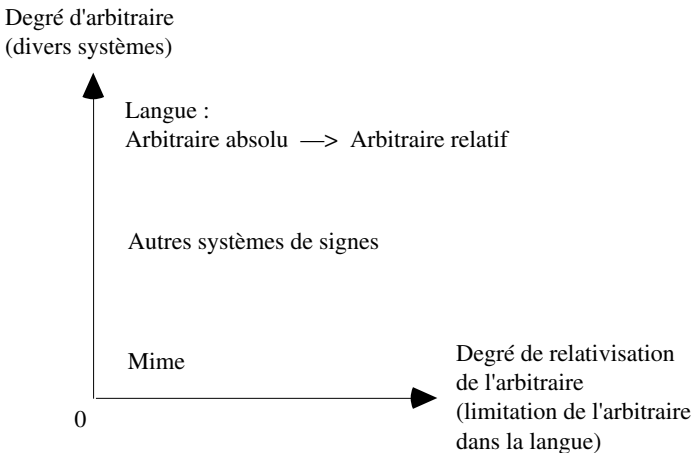 Degré d'arbitraire
(divers systèmes)
Langue :
Arbitraire absolu —> Arbitraire relatif
Autres systèmes de signes
Mime
Degré de relativisation
de l'arbitraire
(limitation de l'arbitraire
dans la langue)
0